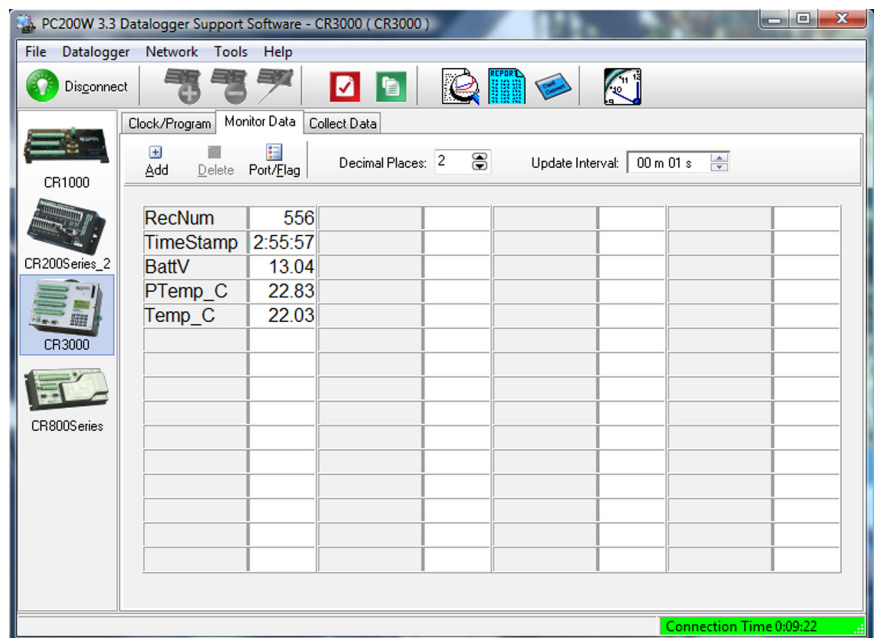 PC200W 3.3 Datalogger Support Software - CR3000 ( CR3000 )
File Datalogger Network Tools Help
Disconnect
REPORT
Clock/Program Monitor Data Collect Data
Add Delete Port/Flag Decimal Places: 2 Update Interval: 00 m 01 s
CR1000
CR200Series_2
CR3000
CR800Series
RecNum 556
TimeStamp 2:55:57
BattV 13.04
PTemp_C 22.83
Temp_C 22.03
Connection Time 0:09:22